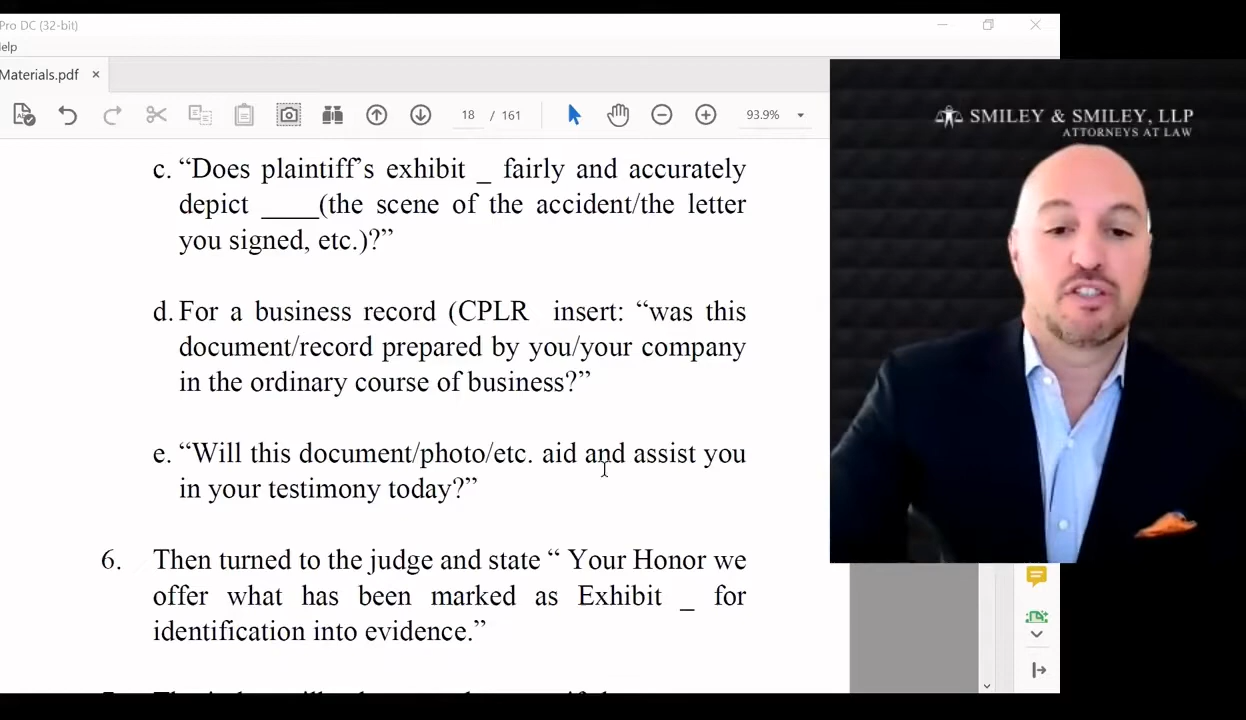 Pro DC (32-bit)
elp
Materials.pdf ×
18 / 161
93.9%
SMILEY & SMILEY, LLP
ATTORNEYS AT LAW
c. “Does plaintiff’s exhibit _ fairly and accurately
depict ____(the scene of the accident/the letter
you signed, etc.)?”
d. For a business record (CPLR insert: “was this
document/record prepared by you/your company
in the ordinary course of business?”
e. “Will this document/photo/etc. aid and assist you
in your testimony today?”
6. Then turned to the judge and state “ Your Honor we
offer what has been marked as Exhibit _ for
identification into evidence.”